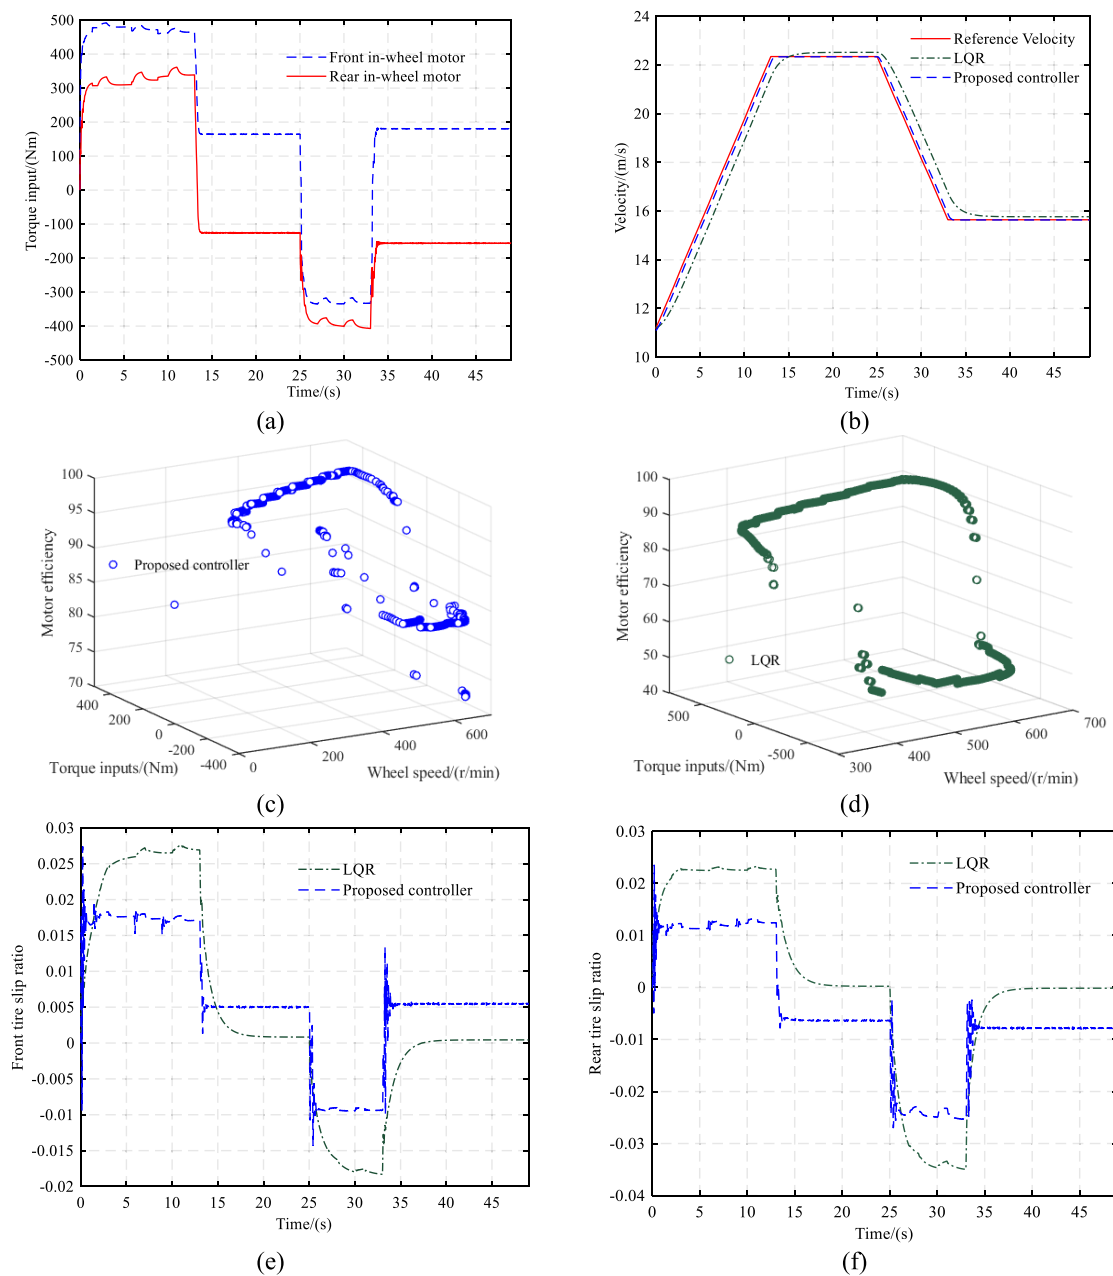 500
400
300
200
100
0
-100
-200
-300
-400
-500
0 5 10 15 20 25 30 35 40 45
Torque input/(Nm)
Time/(s)
Front in-wheel motor
Rear in-wheel motor
(a)
24
22
20
18
16
14
12
10
0 5 10 15 20 25 30 35 40 45
Velocity/(m/s)
Time/(s)
Reference Velocity
LQR
Proposed controller
(b)
100
95
90
85
80
75
70
Motor efficiency
Proposed controller
400
200
0
-200
-400
Torque inputs/(Nm)
0
200
400
600
Wheel speed/(r/min)
(c)
100
90
80
70
60
50
40
Motor efficiency
LQR
500
0
-500
Torque inputs/(Nm)
300
400
500
600
700
Wheel speed/(r/min)
(d)
0.03
0.025
0.02
0.015
0.01
0.005
0
-0.005
-0.01
-0.015
-0.02
0 5 10 15 20 25 30 35 40 45
Front tire slip ratio
Time/(s)
LQR
Proposed controller
(e)
0.03
0.02
0.01
0
-0.01
-0.02
-0.03
-0.04
0 5 10 15 20 25 30 35 40 45
Rear tire slip ratio
Time/(s)
LQR
Proposed controller
(f)